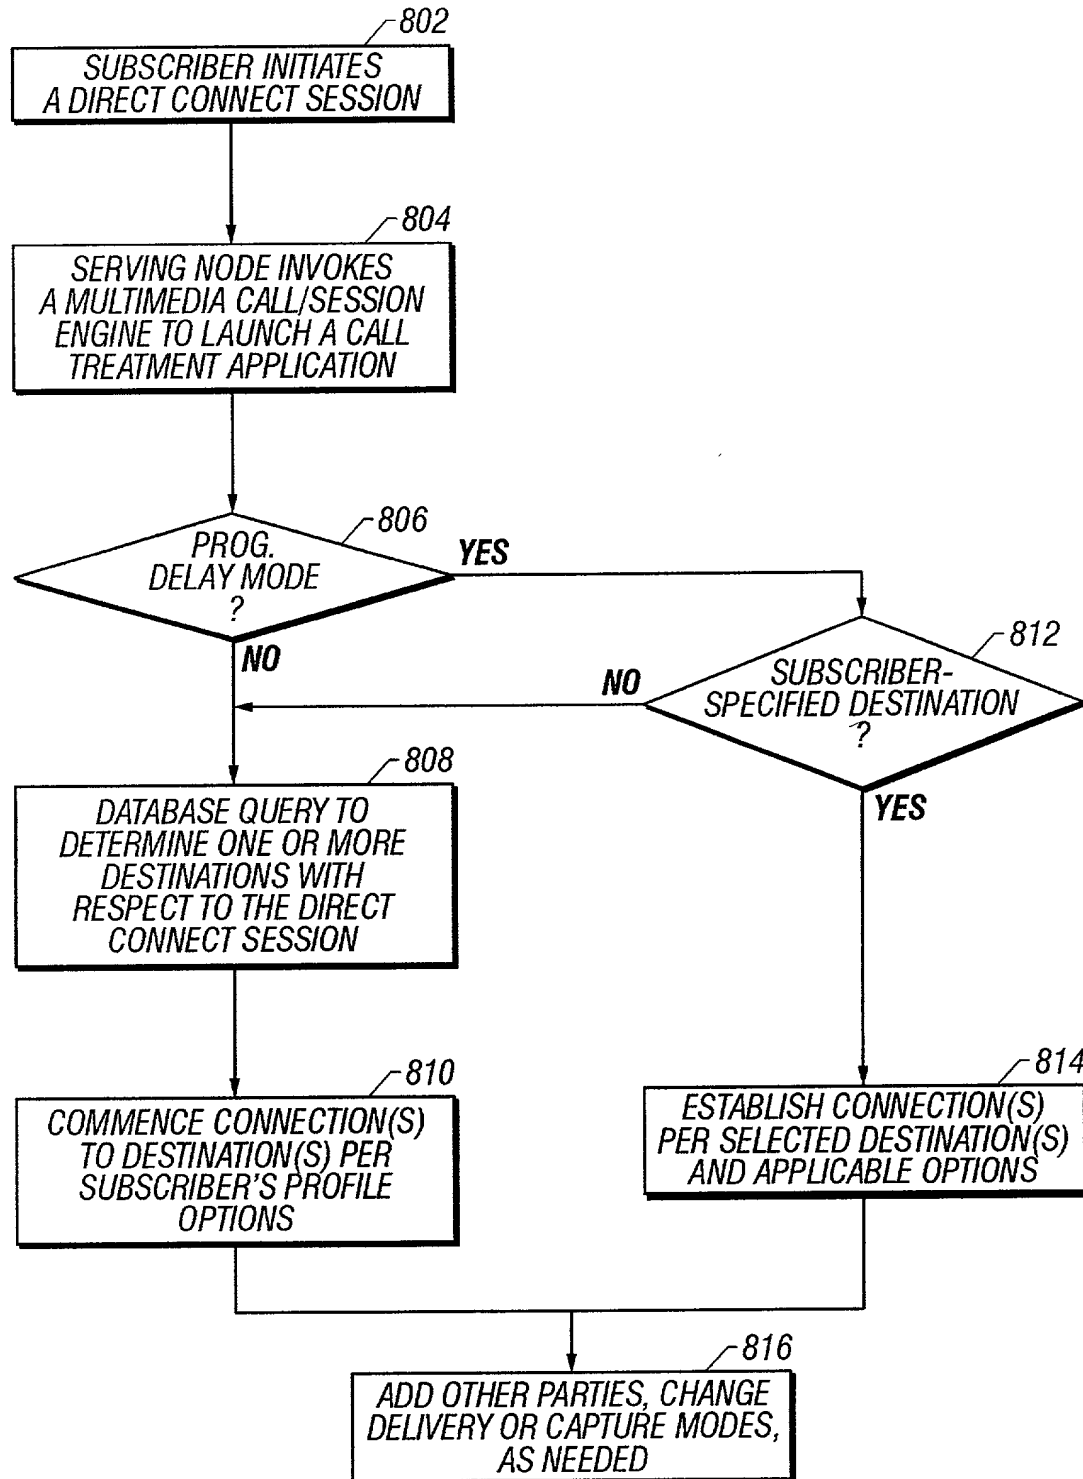 802
SUBSCRIBER INITIATES
A DIRECT CONNECT SESSION
804
SERVING NODE INVOKES
A MULTIMEDIA CALL/SESSION
ENGINE TO LAUNCH A CALL
TREATMENT APPLICATION
806
PROG.
DELAY MODE
?
YES
NO
812
SUBSCRIBER-
SPECIFIED DESTINATION
?
NO
YES
808
DATABASE QUERY TO
DETERMINE ONE OR MORE
DESTINATIONS WITH
RESPECT TO THE DIRECT
CONNECT SESSION
810
COMMENCE CONNECTION(S)
TO DESTINATION(S) PER
SUBSCRIBER'S PROFILE
OPTIONS
814
ESTABLISH CONNECTION(S)
PER SELECTED DESTINATION(S)
AND APPLICABLE OPTIONS
816
ADD OTHER PARTIES, CHANGE
DELIVERY OR CAPTURE MODES,
AS NEEDED